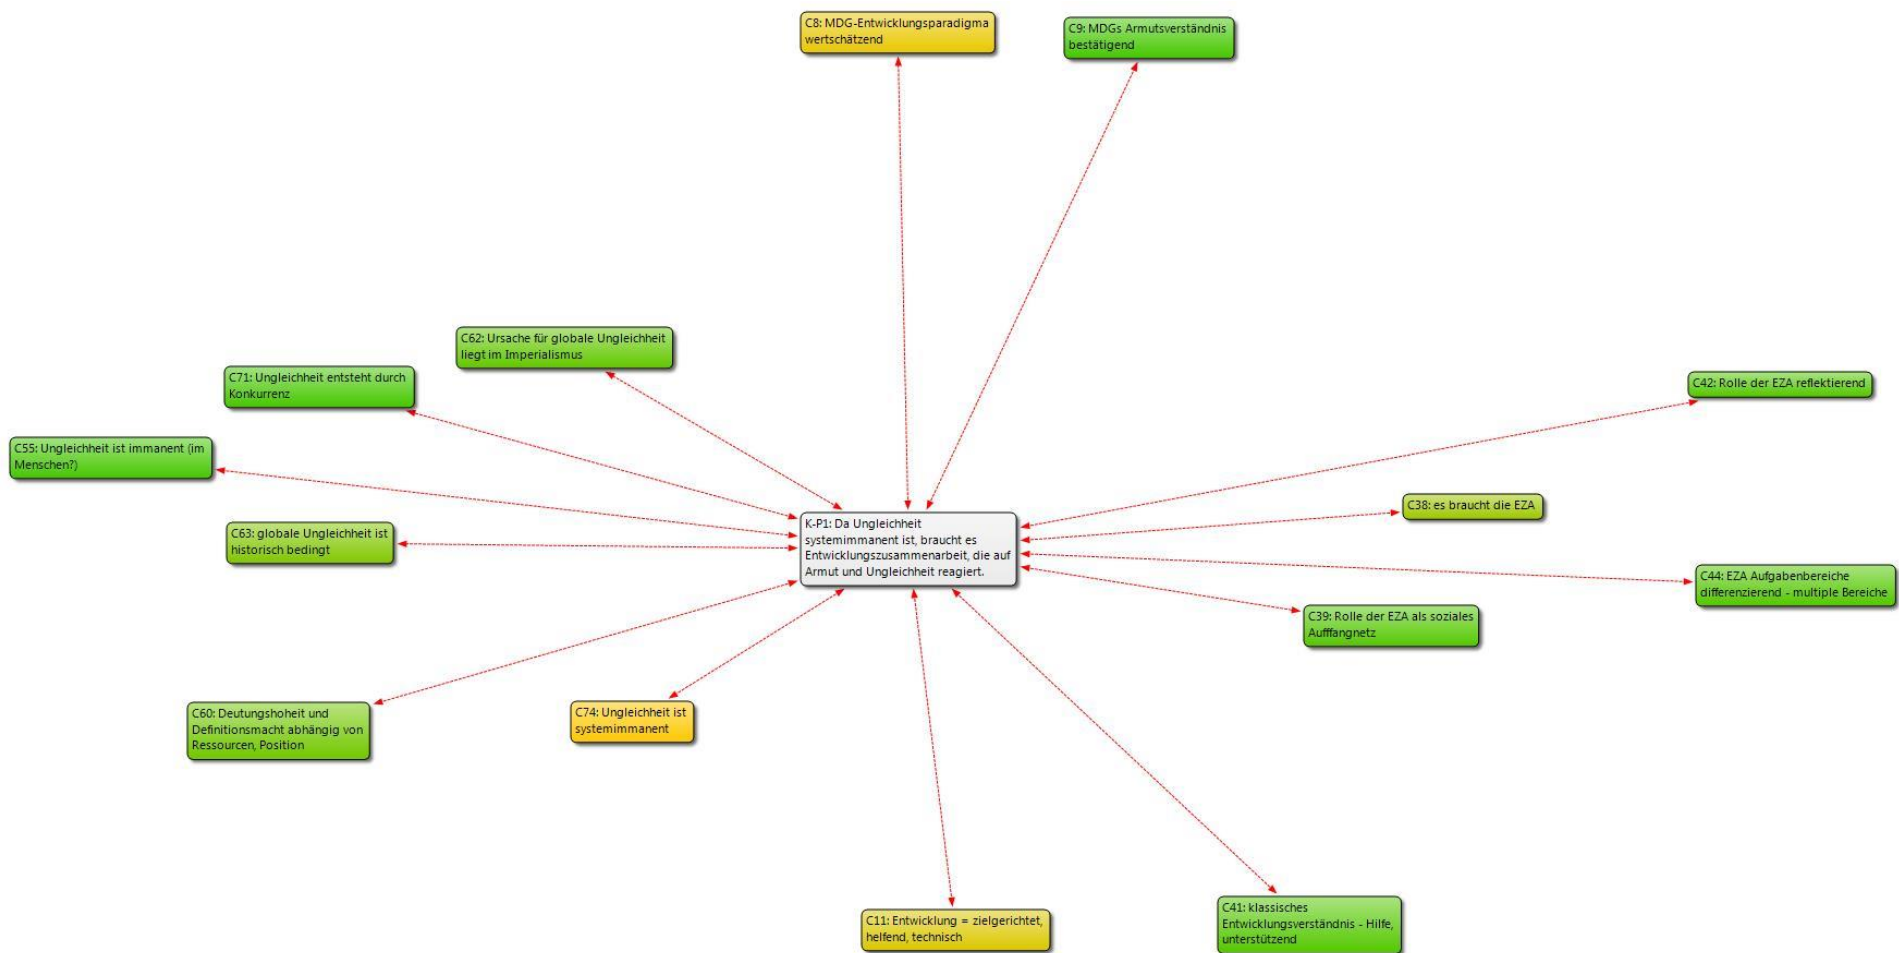 C8: MDG-Entwicklungsparadigma
wertschätzend
C9: MDGs Armutsverständnis
bestätigend
C62: Ursache für globale Ungleichheit
liegt im Imperialismus
C71: Ungleichheit entsteht durch
Konkurrenz
C42: Rolle der EZA reflektierend
C55: Ungleichheit ist immanent (im
Menschen?)
C38: es braucht die EZA
C63: globale Ungleichheit ist
historisch bedingt
K-P1: Da Ungleichheit
systemimmanent ist, braucht es
Entwicklungszusammenarbeit, die auf
Armut und Ungleichheit reagiert.
C44: EZA Aufgabenbereiche
differenzierend - multiple Bereiche
C39: Rolle der EZA als soziales
Aufffangnetz
C60: Deutungshoheit und
Definitionsmacht abhängig von
Ressourcen, Position
C74: Ungleichheit ist
systemimmanent
C11: Entwicklung = zielgerichtet,
helfend, technisch
C41: klassisches
Entwicklungsverständnis - Hilfe,
unterstützend